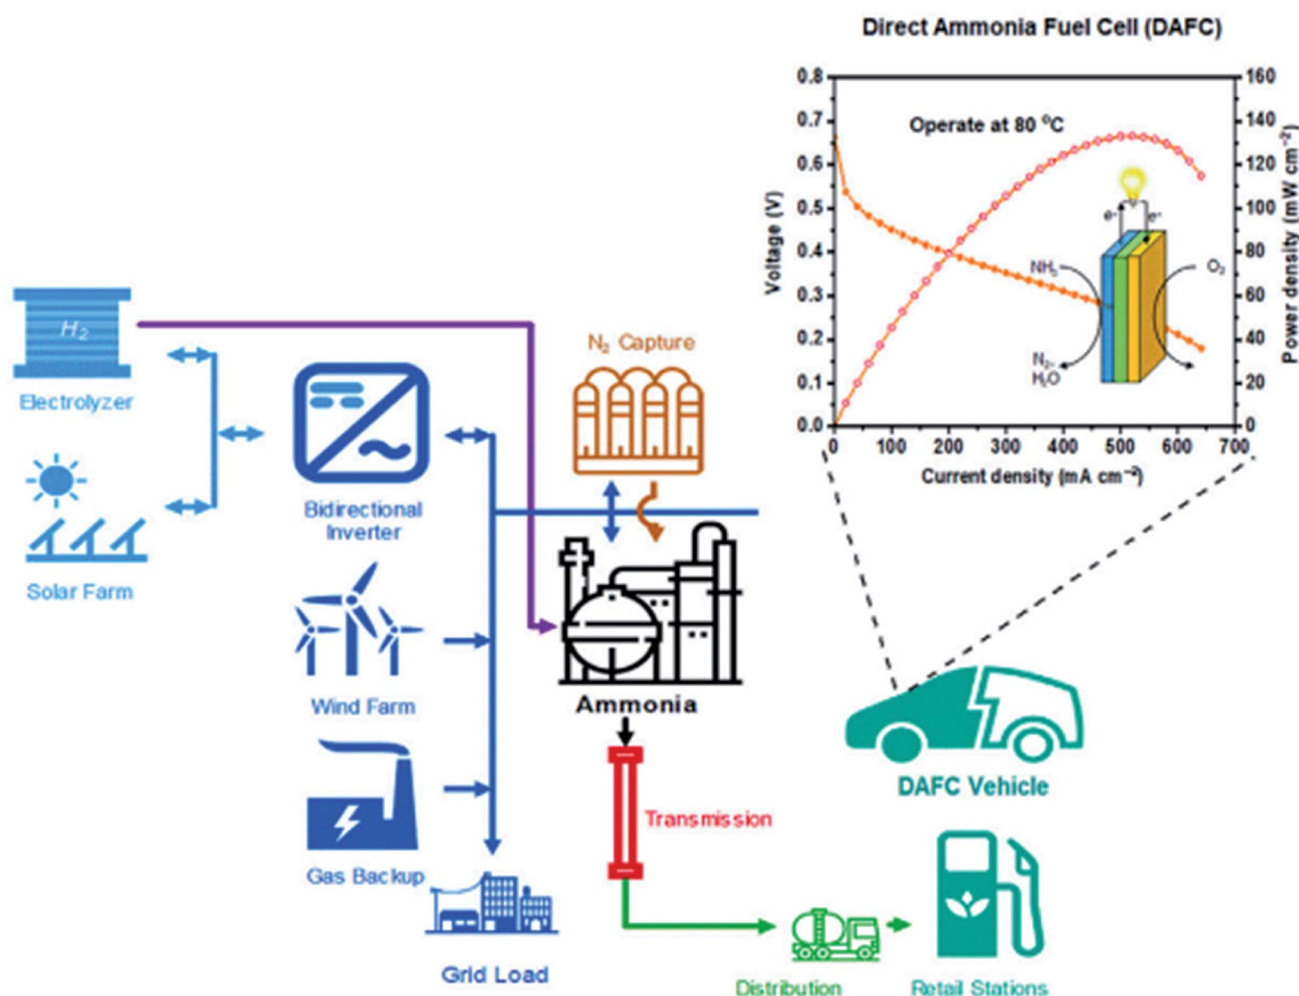 Direct Ammonia Fuel Cell (DAFC)
0.8
0.7
0.6
0.5
0.4
0.3
0.2
0.1
0.0
Voltage (V)
Operate at 80 °C
160
140
120
100
80
60
40
20
0
Power density (mW cm⁻²)
e⁻
e⁻
NH₃
O₂
N₂,
H₂O
0 100 200 300 400 500 600 700
Current density (mA cm⁻²)
H₂
Electrolyzer
Solar Farm
Bidirectional
Inverter
Wind Farm
Gas Backup
Grid Load
N₂ Capture
Ammonia
Transmission
Distribution
Retail Stations
DAFC Vehicle